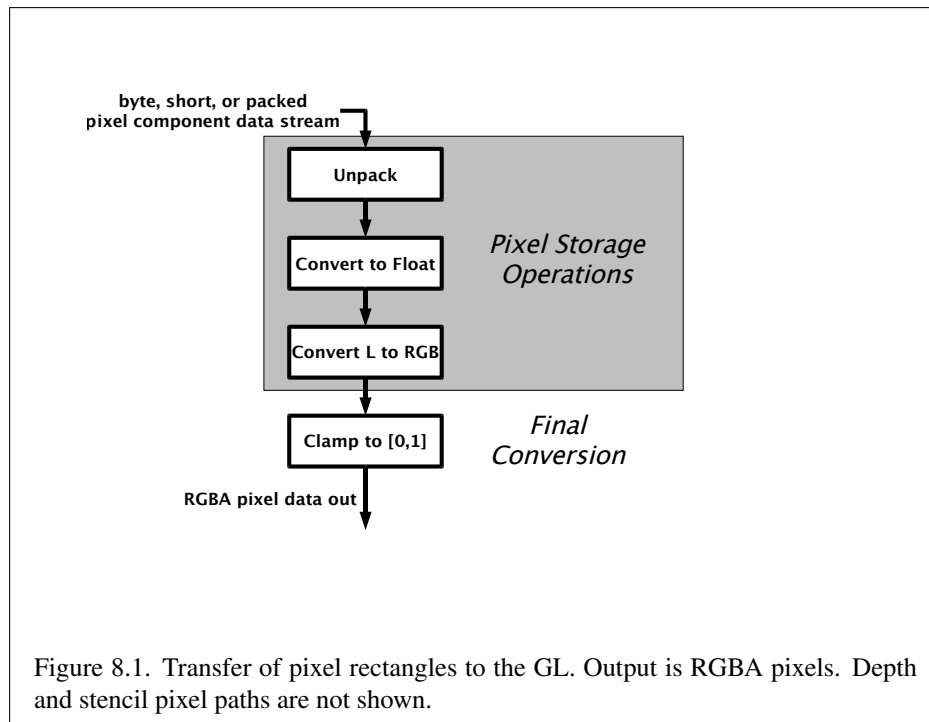 byte, short, or packed
pixel component data stream
Unpack
Convert to Float
Pixel Storage
Operations
Convert L to RGB
Clamp to [0,1]
Final
Conversion
RGBA pixel data out
Figure 8.1. Transfer of pixel rectangles to the GL. Output is RGBA pixels. Depth
and stencil pixel paths are not shown.